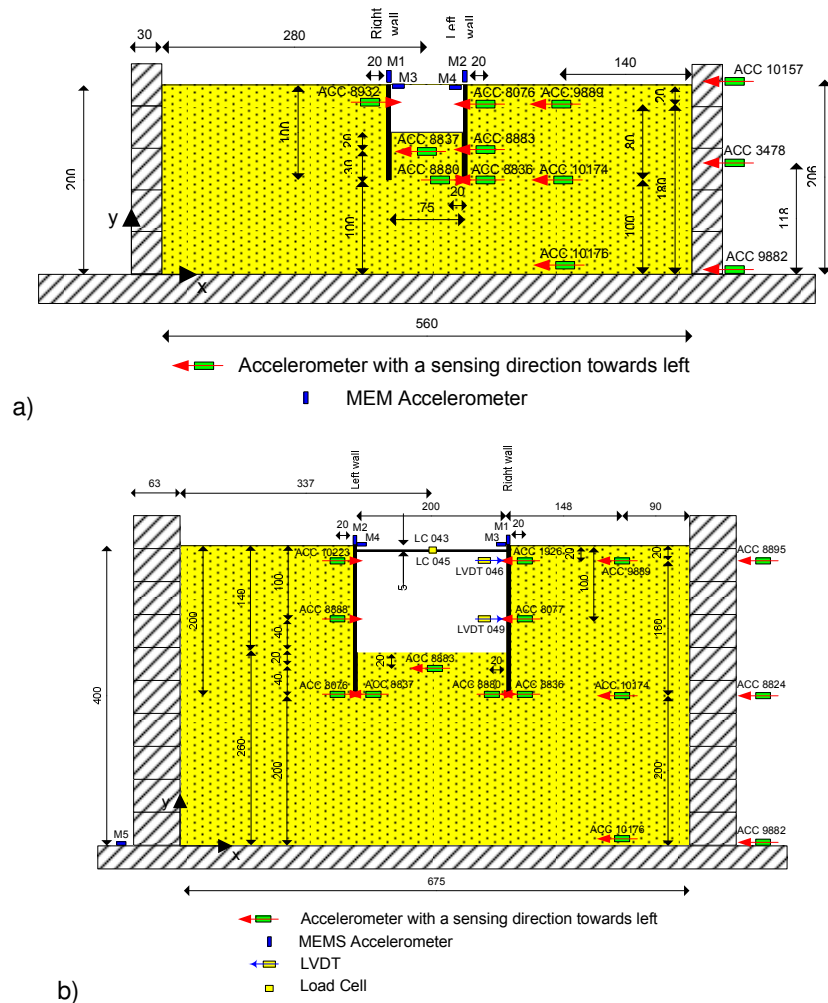 Right
wall
Left
wall
30
280
20
M1
M2
20
140
ACC 10157
M3
M4
ACC 8932
ACC 8076
ACC 9889
20
100
20
ACC 8837
ACC 8883
80
ACC 3478
200
30
ACC 8880
ACC 8836
ACC 10174
180
206
20
75
118
y
100
100
ACC 10176
ACC 9882
x
560
Accelerometer with a sensing direction towards left
a)
MEM Accelerometer
Left wall
Right wall
63
337
200
148
90
20
M2
M1
20
M4
LC 043
M3
ACC 10223
LC 045
ACC 1926
20
20
ACC 8895
LVDT 046
ACC 9889
5
100
140
200
100
180
ACC 8888
LVDT 049
ACC 8077
40
20
ACC 8883
20
20
40
ACC 8076
ACC 8837
ACC 8880
ACC 8836
ACC 10174
ACC 8824
400
260
200
200
y
M5
ACC 10176
ACC 9882
x
675
Accelerometer with a sensing direction towards left
MEMS Accelerometer
LVDT
b)
Load Cell